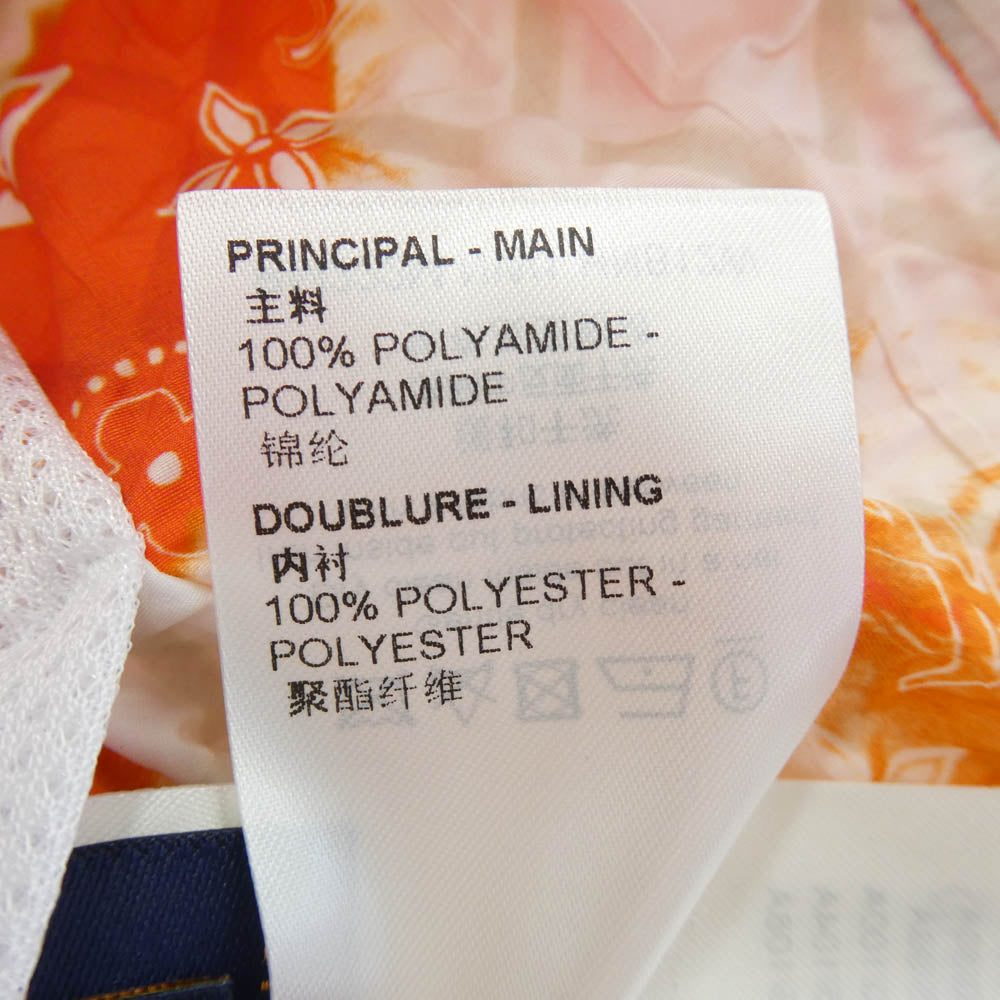 PRINCIPAL - MAIN
主料
100% POLYAMIDE -
POLYAMIDE
锦纶
DOUBLURE - LINING
内衬
100% POLYESTER -
POLYESTER
聚酯纤维